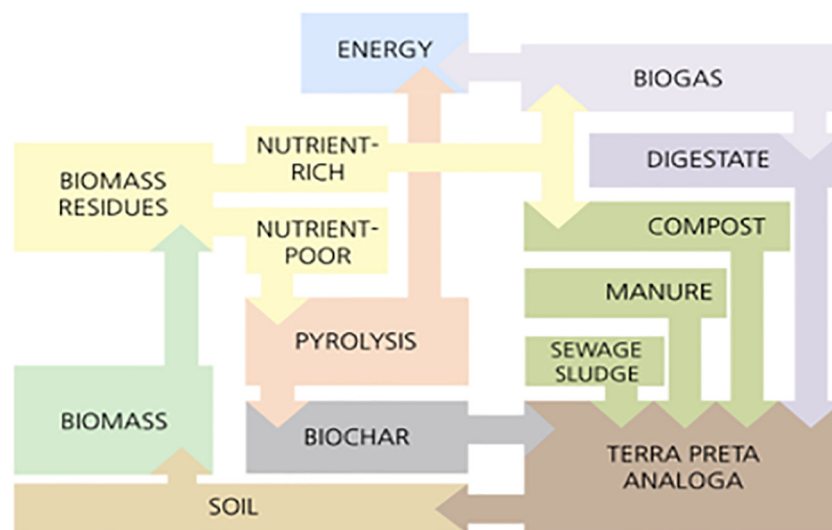 ENERGY
BIOGAS
NUTRIENT-
RICH
DIGESTATE
BIOMASS
RESIDUES
NUTRIENT-
POOR
COMPOST
MANURE
PYROLYSIS
SEWAGE
SLUDGE
BIOMASS
BIOCHAR
TERRA PRETA
ANALOGA
SOIL